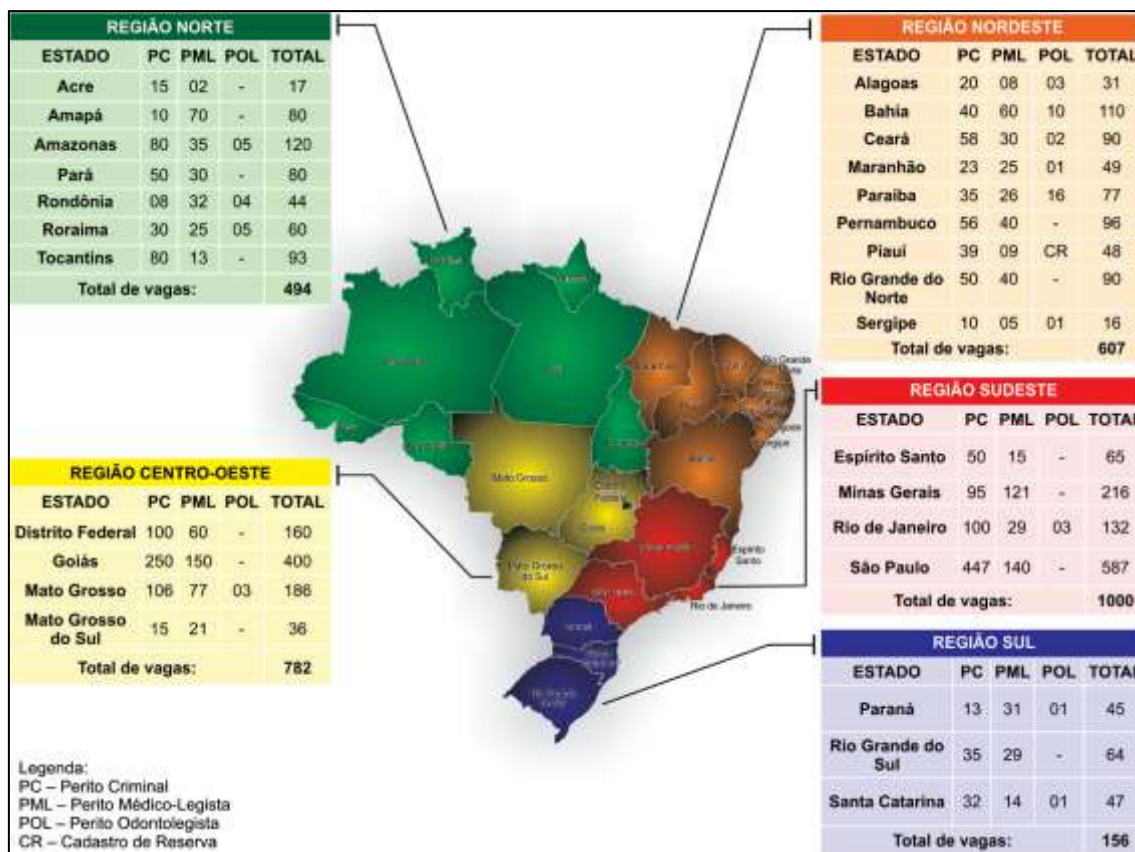 REGIÃO NORTE
ESTADO PC PML POL TOTAL
Acre 15 02 - 17
Amapá 10 70 - 80
Amazonas 80 35 05 120
Pará 50 30 - 80
Rondônia 08 32 04 44
Roraima 30 25 05 60
Tocantins 80 13 - 93
Total de vagas: 494
REGIÃO NORDESTE
ESTADO PC PML POL TOTAL
Alagoas 20 08 03 31
Bahia 40 60 10 110
Ceará 58 30 02 90
Maranhão 23 25 01 49
Paraíba 35 26 16 77
Pernambuco 56 40 - 96
Piauí 39 09 CR 48
Rio Grande do
Norte 50 40 - 90
Sergipe 10 05 01 16
Total de vagas: 607
REGIÃO CENTRO-OESTE
ESTADO PC PML POL TOTAL
Distrito Federal 100 60 - 160
Goiás 250 150 - 400
Mato Grosso 106 77 03 186
Mato Grosso
do Sul 15 21 - 36
Total de vagas: 782
REGIÃO SUDESTE
ESTADO PC PML POL TOTAL
Espírito Santo 50 15 - 65
Minas Gerais 95 121 - 216
Rio de Janeiro 100 29 03 132
São Paulo 447 140 - 587
Total de vagas: 1000
REGIÃO SUL
ESTADO PC PML POL TOTAL
Paraná 13 31 01 45
Rio Grande do
Sul 35 29 - 64
Santa Catarina 32 14 01 47
Total de vagas: 156
Rio Grande
Mato Grosso
Goiás
Mato Grosso
do Sul
Bahia
Sergipe
Espírito
Santo
Rio de Janeiro
Legenda:
PC – Perito Criminal
PML – Perito Médico-Legista
POL – Perito Odontolegista
CR – Cadastro de Reserva